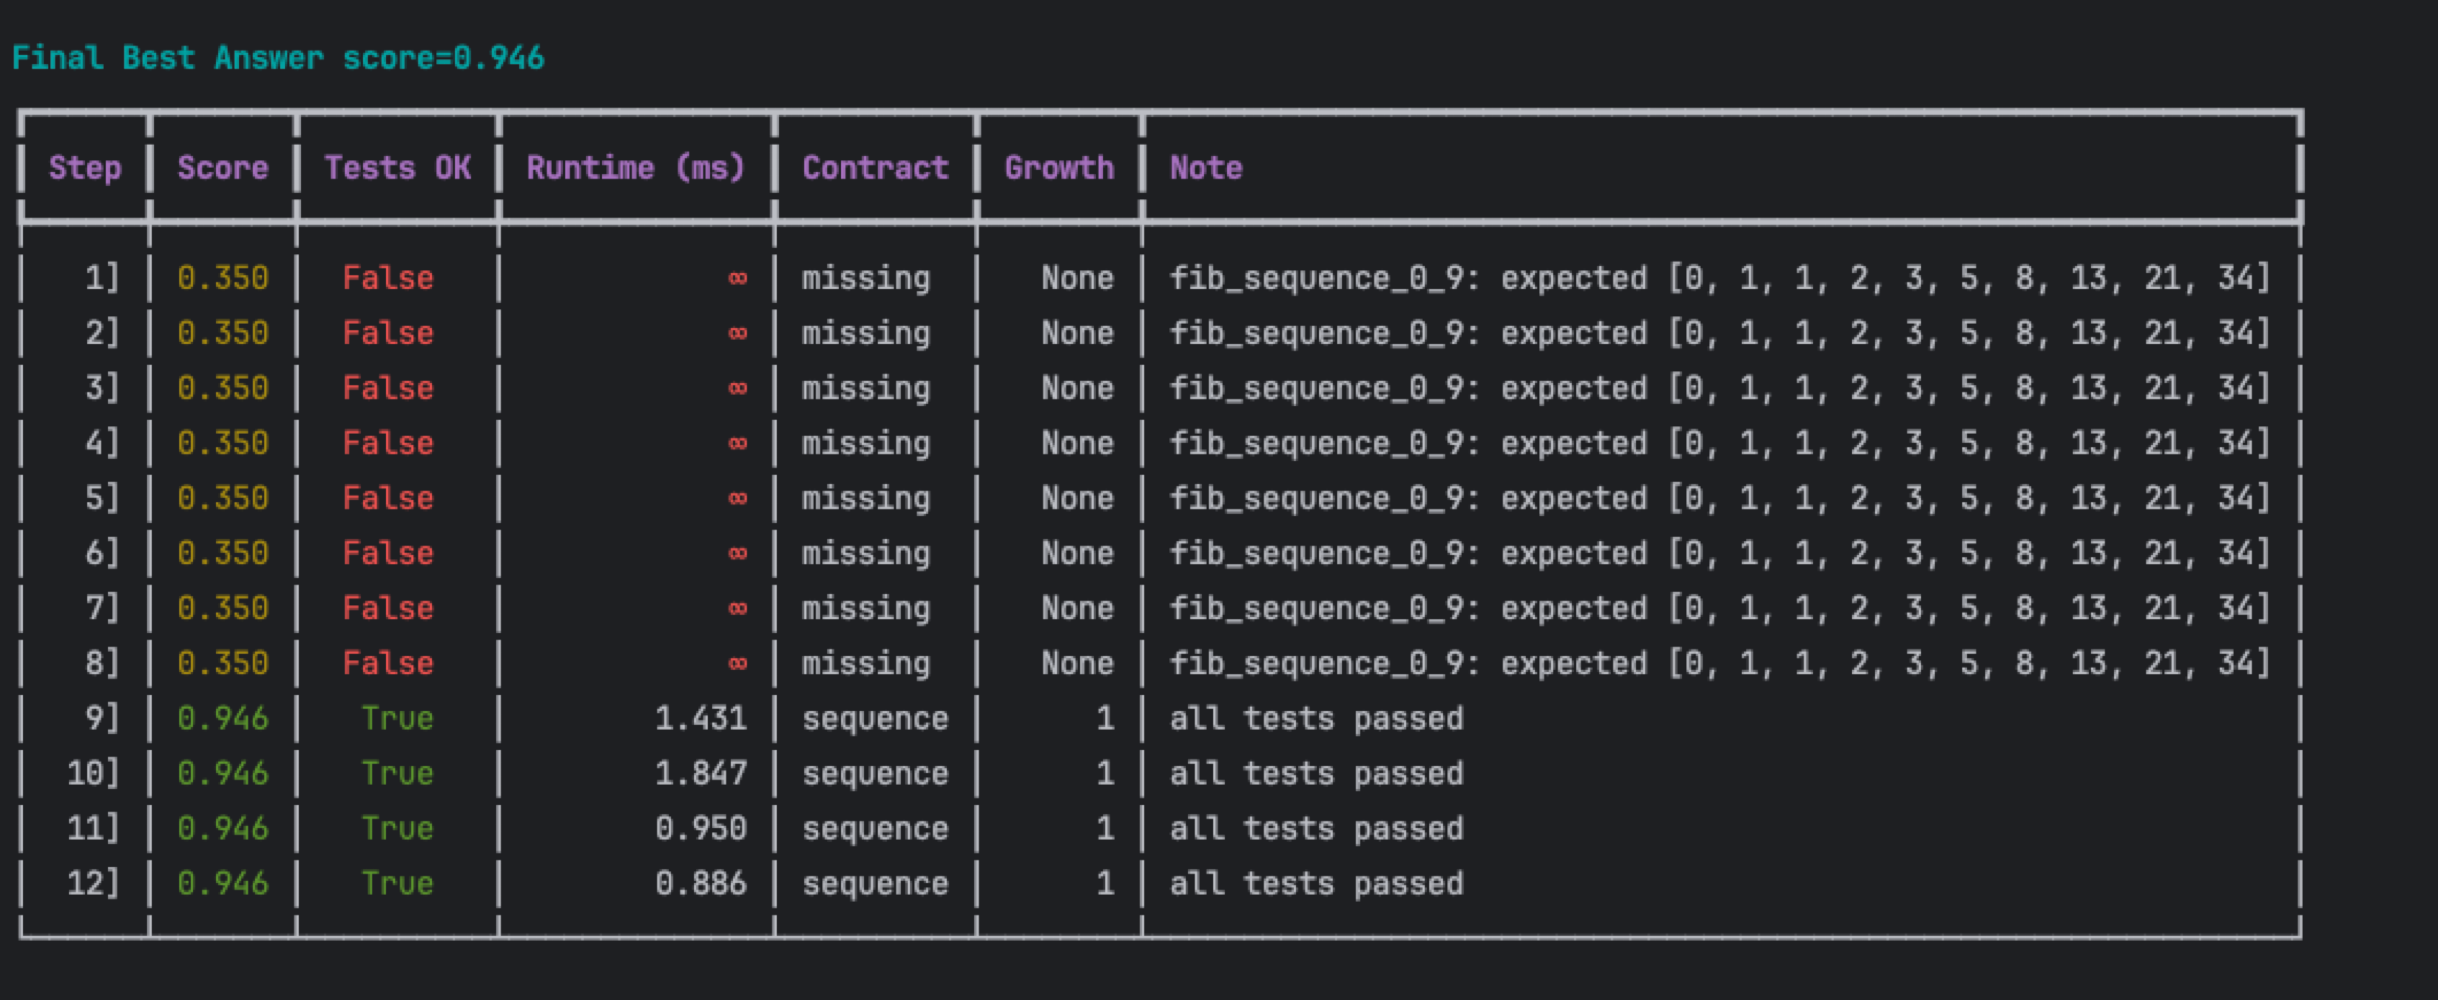 Final Best Answer score=0.946
Step Score Tests OK Runtime (ms) Contract Growth Note
1] 0.350 False ∞ missing None fib_sequence_0_9: expected [0, 1, 1, 2, 3, 5, 8, 13, 21, 34]
2] 0.350 False ∞ missing None fib_sequence_0_9: expected [0, 1, 1, 2, 3, 5, 8, 13, 21, 34]
3] 0.350 False ∞ missing None fib_sequence_0_9: expected [0, 1, 1, 2, 3, 5, 8, 13, 21, 34]
4] 0.350 False ∞ missing None fib_sequence_0_9: expected [0, 1, 1, 2, 3, 5, 8, 13, 21, 34]
5] 0.350 False ∞ missing None fib_sequence_0_9: expected [0, 1, 1, 2, 3, 5, 8, 13, 21, 34]
6] 0.350 False ∞ missing None fib_sequence_0_9: expected [0, 1, 1, 2, 3, 5, 8, 13, 21, 34]
7] 0.350 False ∞ missing None fib_sequence_0_9: expected [0, 1, 1, 2, 3, 5, 8, 13, 21, 34]
8] 0.350 False ∞ missing None fib_sequence_0_9: expected [0, 1, 1, 2, 3, 5, 8, 13, 21, 34]
9] 0.946 True 1.431 sequence 1 all tests passed
10] 0.946 True 1.847 sequence 1 all tests passed
11] 0.946 True 0.950 sequence 1 all tests passed
12] 0.946 True 0.886 sequence 1 all tests passed